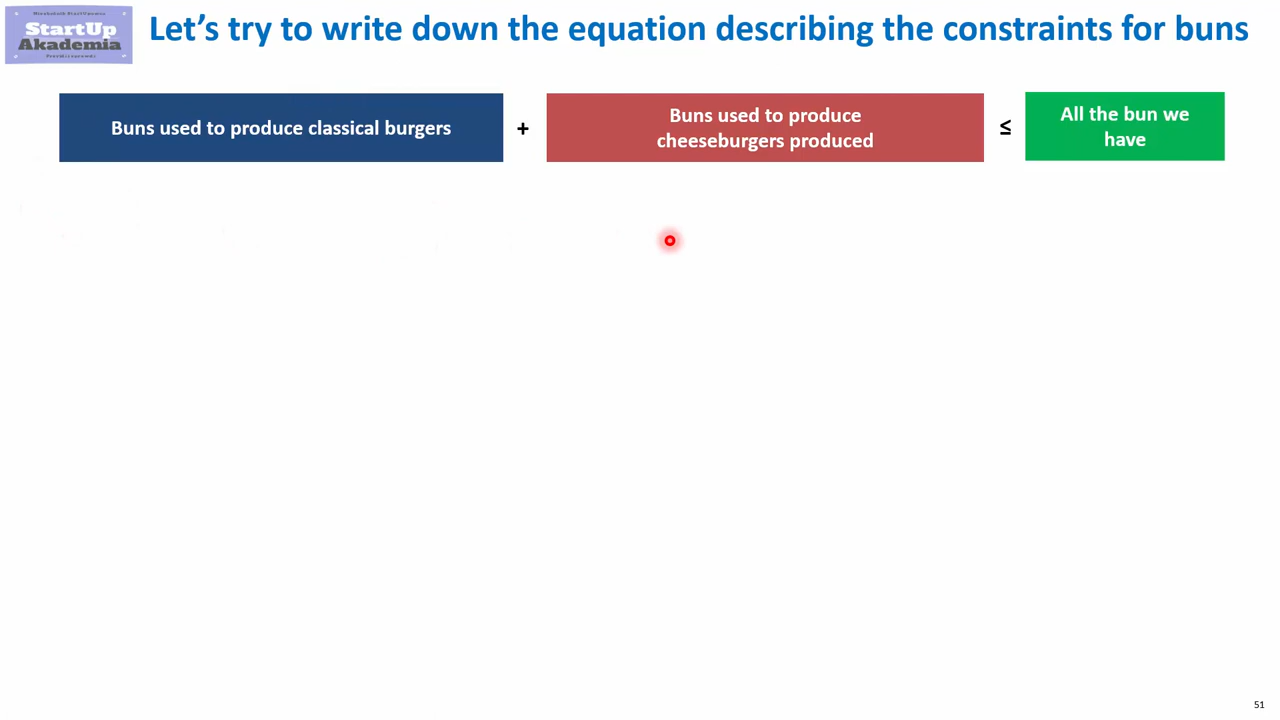 StartUp
Akademia
Let's try to write down the equation describing the constraints for buns
Buns used to produce classical burgers
+
Buns used to produce
cheeseburgers produced
≤
All the bun we
have
51